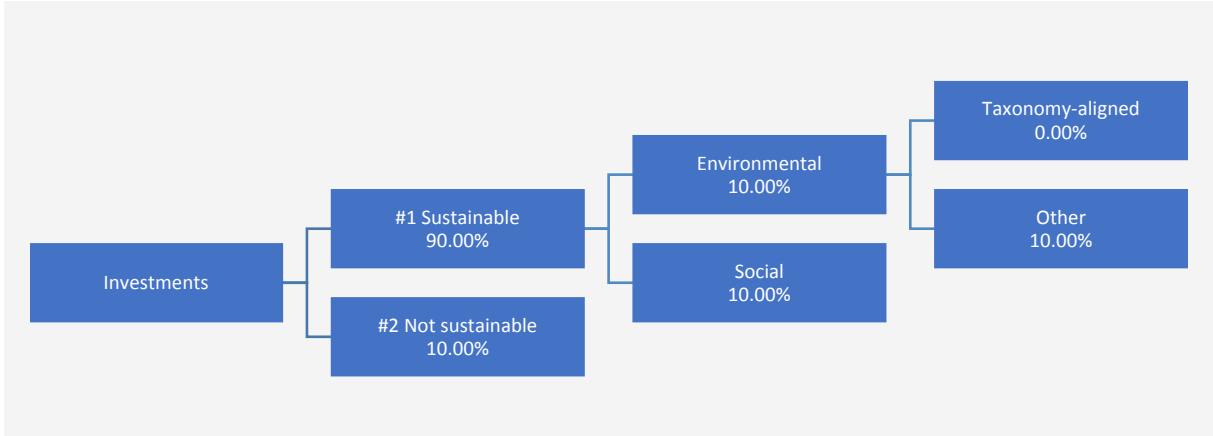 Investments
#1 Sustainable
90.00%
#2 Not sustainable
10.00%
Environmental
10.00%
Social
10.00%
Taxonomy-aligned
0.00%
Other
10.00%